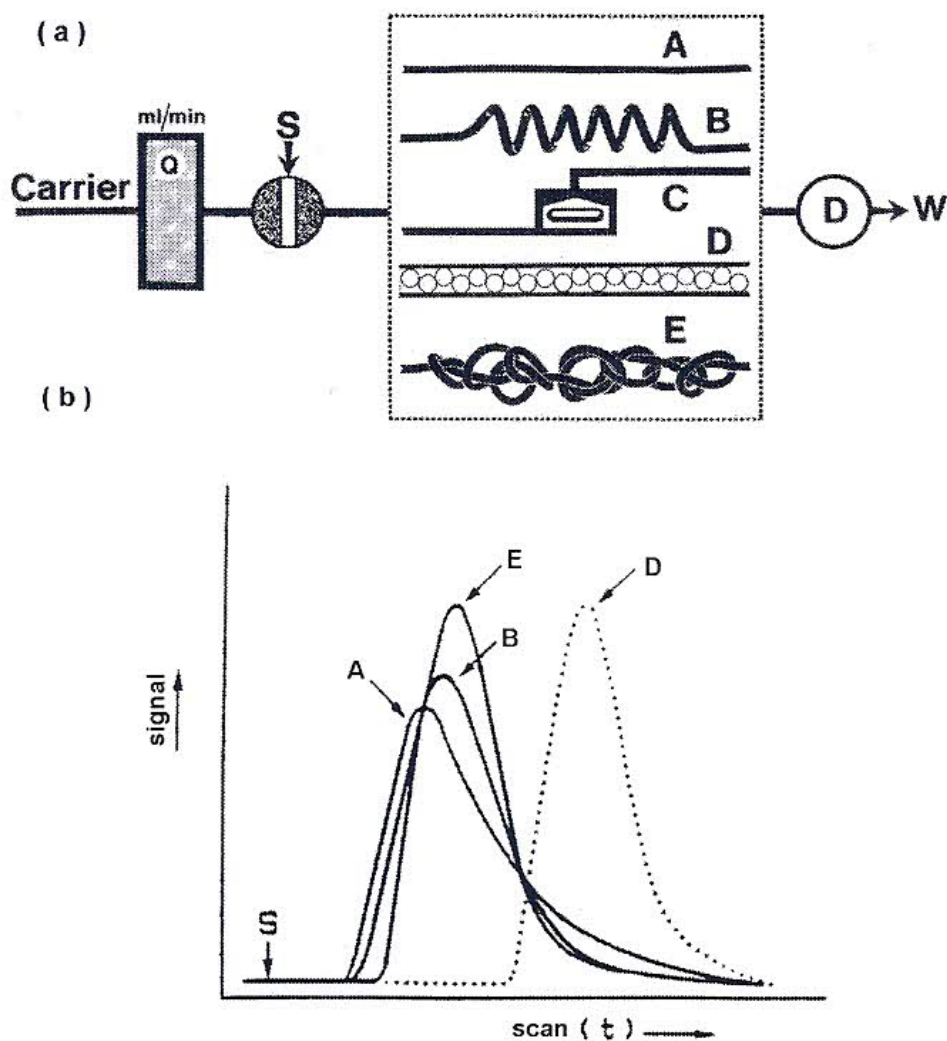 ( a )
ml/min
Q
Carrier
S
A
B
C
D
E
D
W
( b )
E
D
B
A
signal
S
scan ( t )